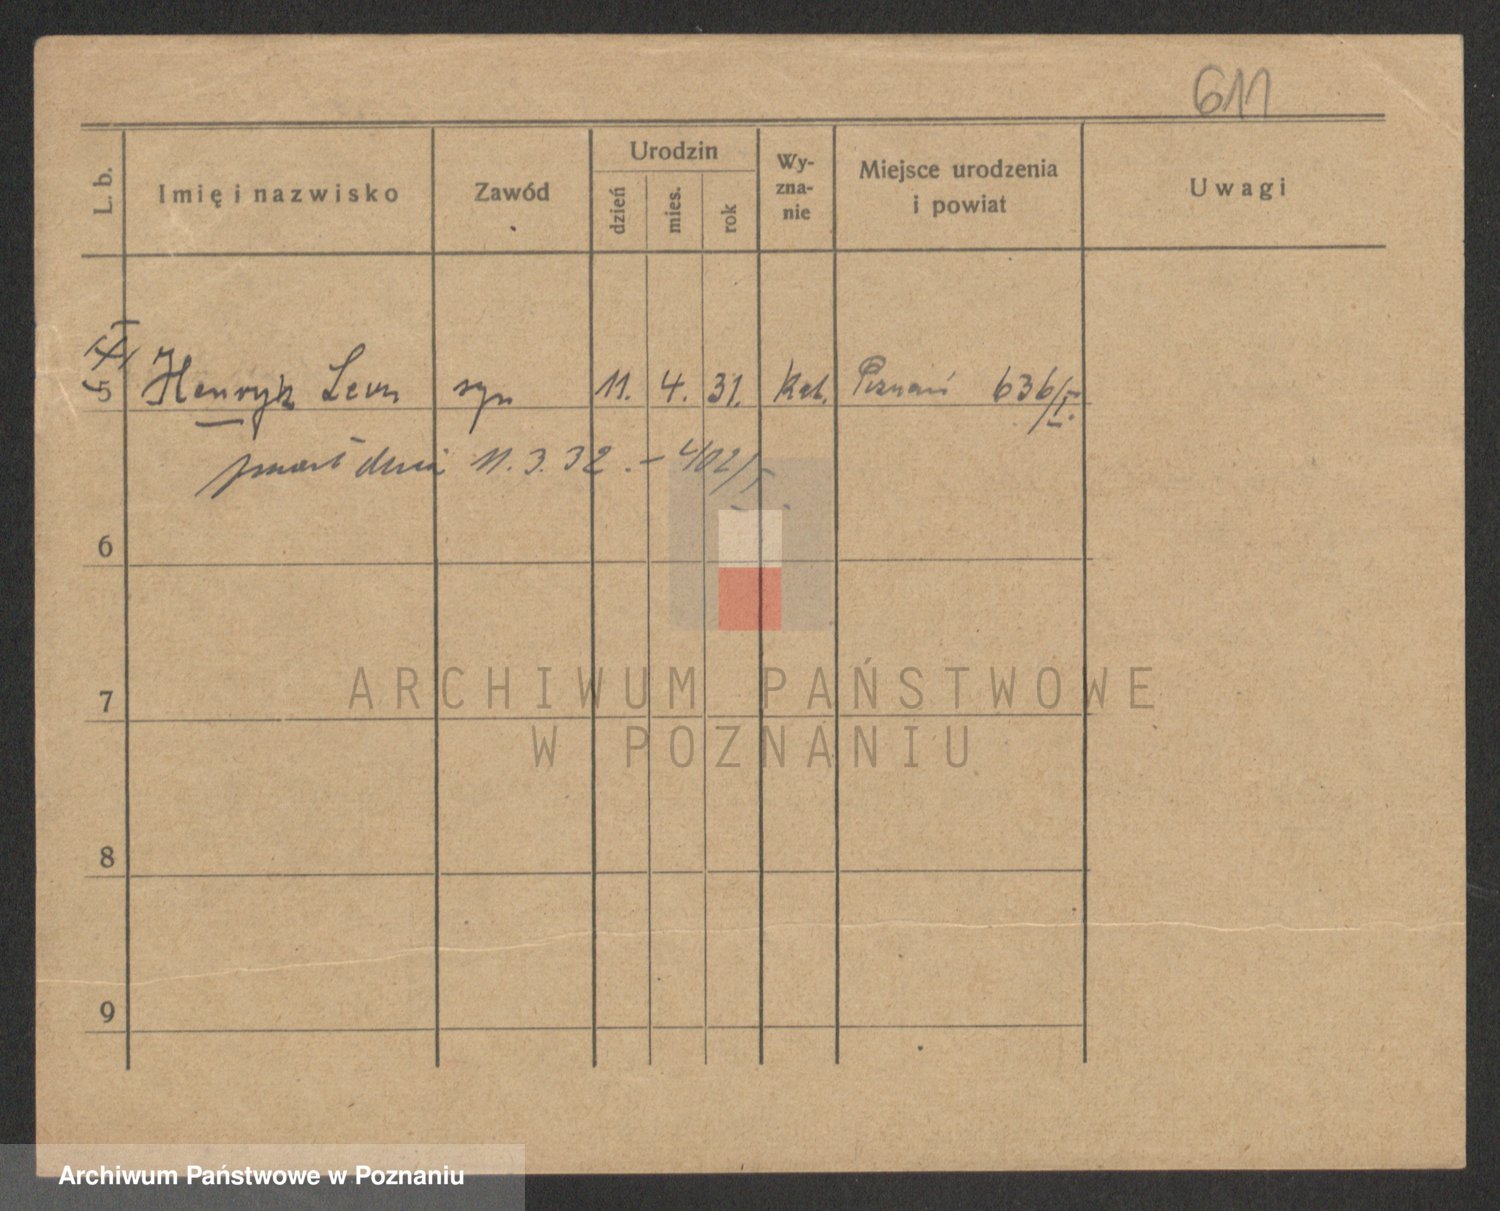 611
L. b.
Imię i nazwisko
Zawód
Urodzin
dzień
mies.
rok
Wy-
zna-
nie
Miejsce urodzenia
i powiat
Uwagi
5 Henryk Leon syn 11. 4. 31. kat. Poznań 636/I.
zmarł dnia 11.3.32. – 402/I
6
7
8
9
ARCHIWUM PAŃSTWOWE
W POZNANIU
Archiwum Państwowe w Poznaniu